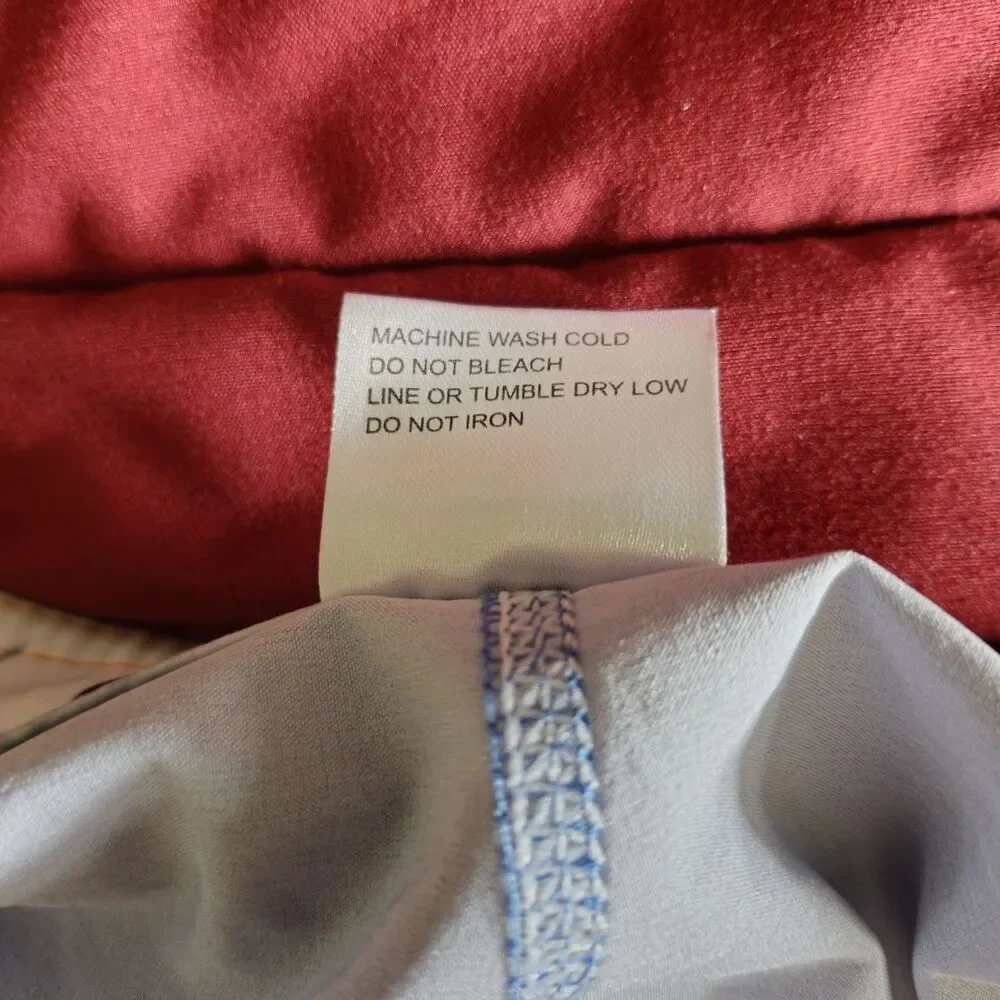 MACHINE WASH COLD
DO NOT BLEACH
LINE OR TUMBLE DRY LOW
DO NOT IRON